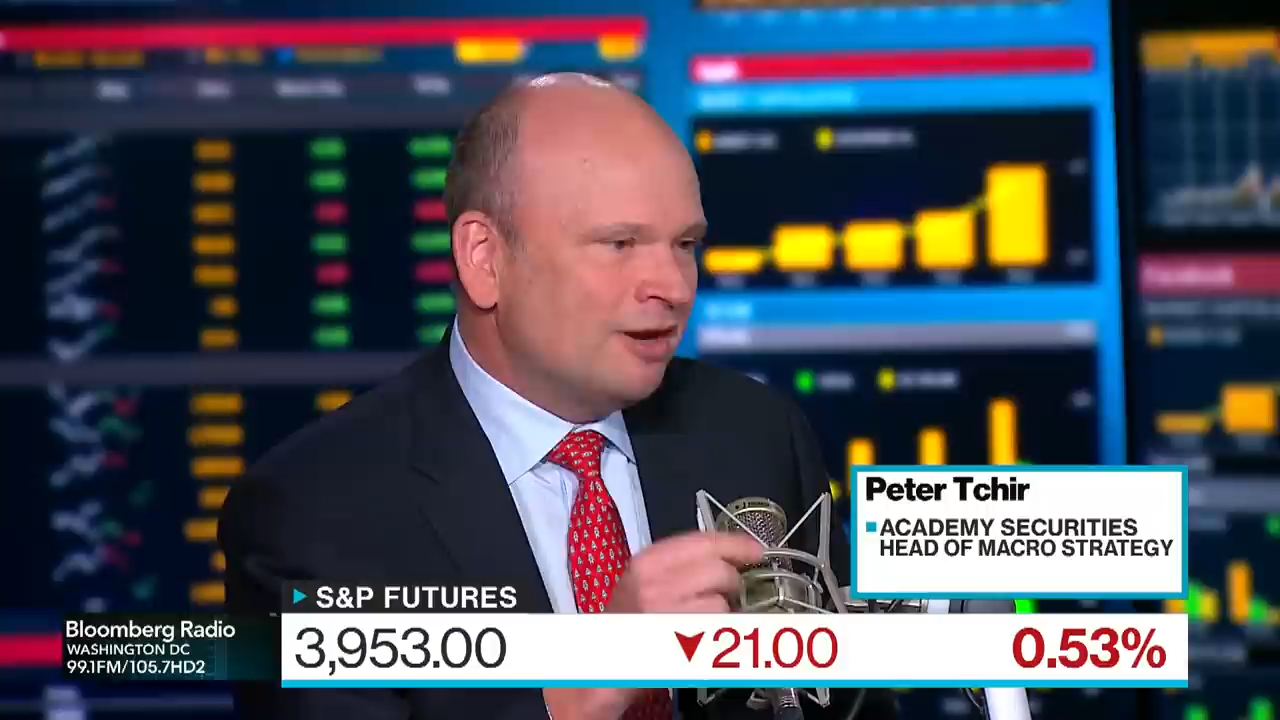 Peter Tchir
ACADEMY SECURITIES
HEAD OF MACRO STRATEGY
S&P FUTURES
3,953.00 21.00 0.53%
Bloomberg Radio
WASHINGTON DC
99.1FM/105.7HD2